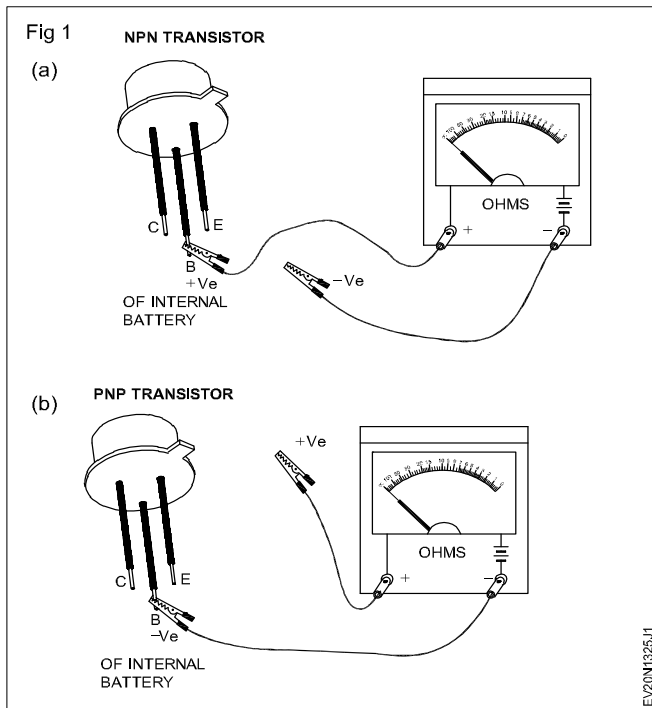 Fig 1
NPN TRANSISTOR
(a)
C
E
B
+Ve
OF INTERNAL
BATTERY
–Ve
OHMS
+
–
PNP TRANSISTOR
(b)
+Ve
C
E
B
–Ve
OF INTERNAL
BATTERY
OHMS
+
–
EV20N1325J1